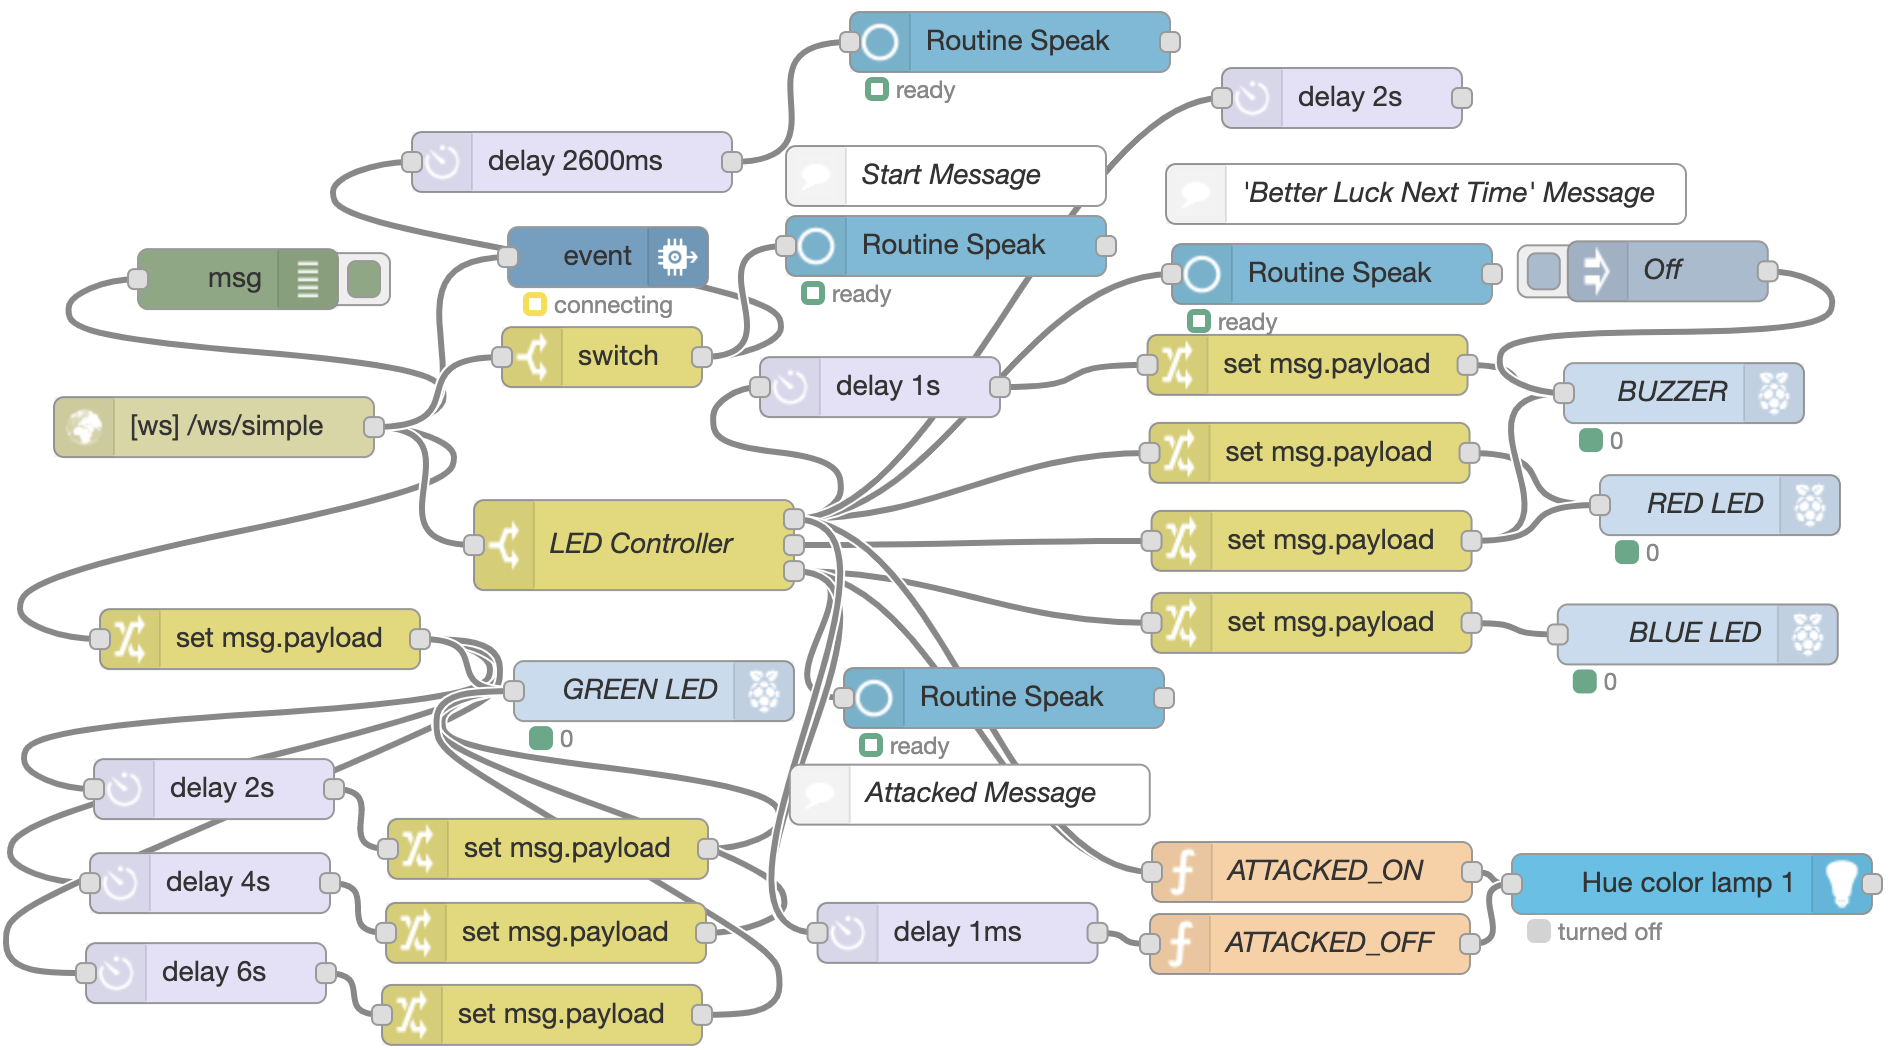 Routine Speak
ready
delay 2s
delay 2600ms
Start Message
'Better Luck Next Time' Message
event
connecting
Routine Speak
ready
Routine Speak
ready
Off
msg
switch
delay 1s
set msg.payload
BUZZER
0
[ws] /ws/simple
set msg.payload
RED LED
0
LED Controller
set msg.payload
set msg.payload
BLUE LED
0
set msg.payload
GREEN LED
0
Routine Speak
ready
delay 2s
Attacked Message
set msg.payload
delay 4s
ATTACKED_ON
Hue color lamp 1
turned off
set msg.payload
delay 1ms
ATTACKED_OFF
delay 6s
set msg.payload